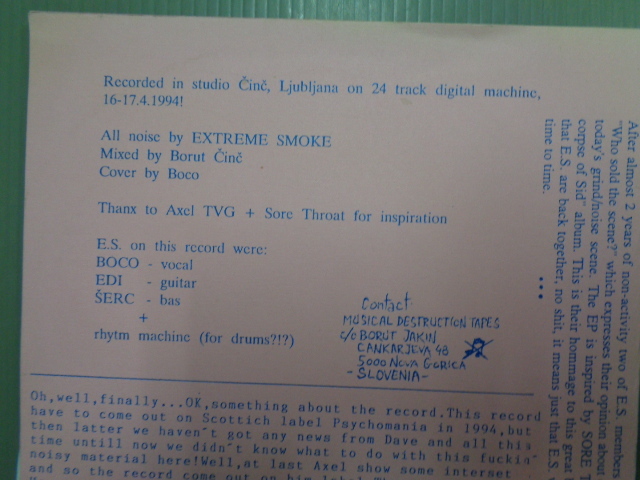 Recorded in studio Činč, Ljubljana on 24 track digital machine,
16-17.4.1994!
All noise by EXTREME SMOKE
Mixed by Borut Činč
Cover by Boco
Thanx to Axel TVG + Sore Throat for inspiration
E.S. on this record were:
BOCO - vocal
EDI - guitar
ŠERC - bas
+
rhytm machine (for drums?!?)
Contact
MUSICAL DESTRUCTION TAPES
c/o BORUT JAKIN
CANKARJEVA 48
5000 NOVA GORICA
- SLOVENIA -
Oh,well,finally...OK,something about the record.This record
have to come out on Scottich label Psychomania in 1994,but
then latter we haven´t got any news from Dave and all this
time untill now we didn´t know what to do with this fuckin´
noisy material here!Well,at last Axel show some interset
and so the record come out on him label.
After almost 2 years of non-activity two of E.S. members
"Who sold the scene?" which expresses their opinion about
today's grind/noise scene. The EP is inspired by SORE
corpse of Sid" album. This is their hommage to this great
that E.S. are back together, no shit, it means just that E.S.
time to time.
•••